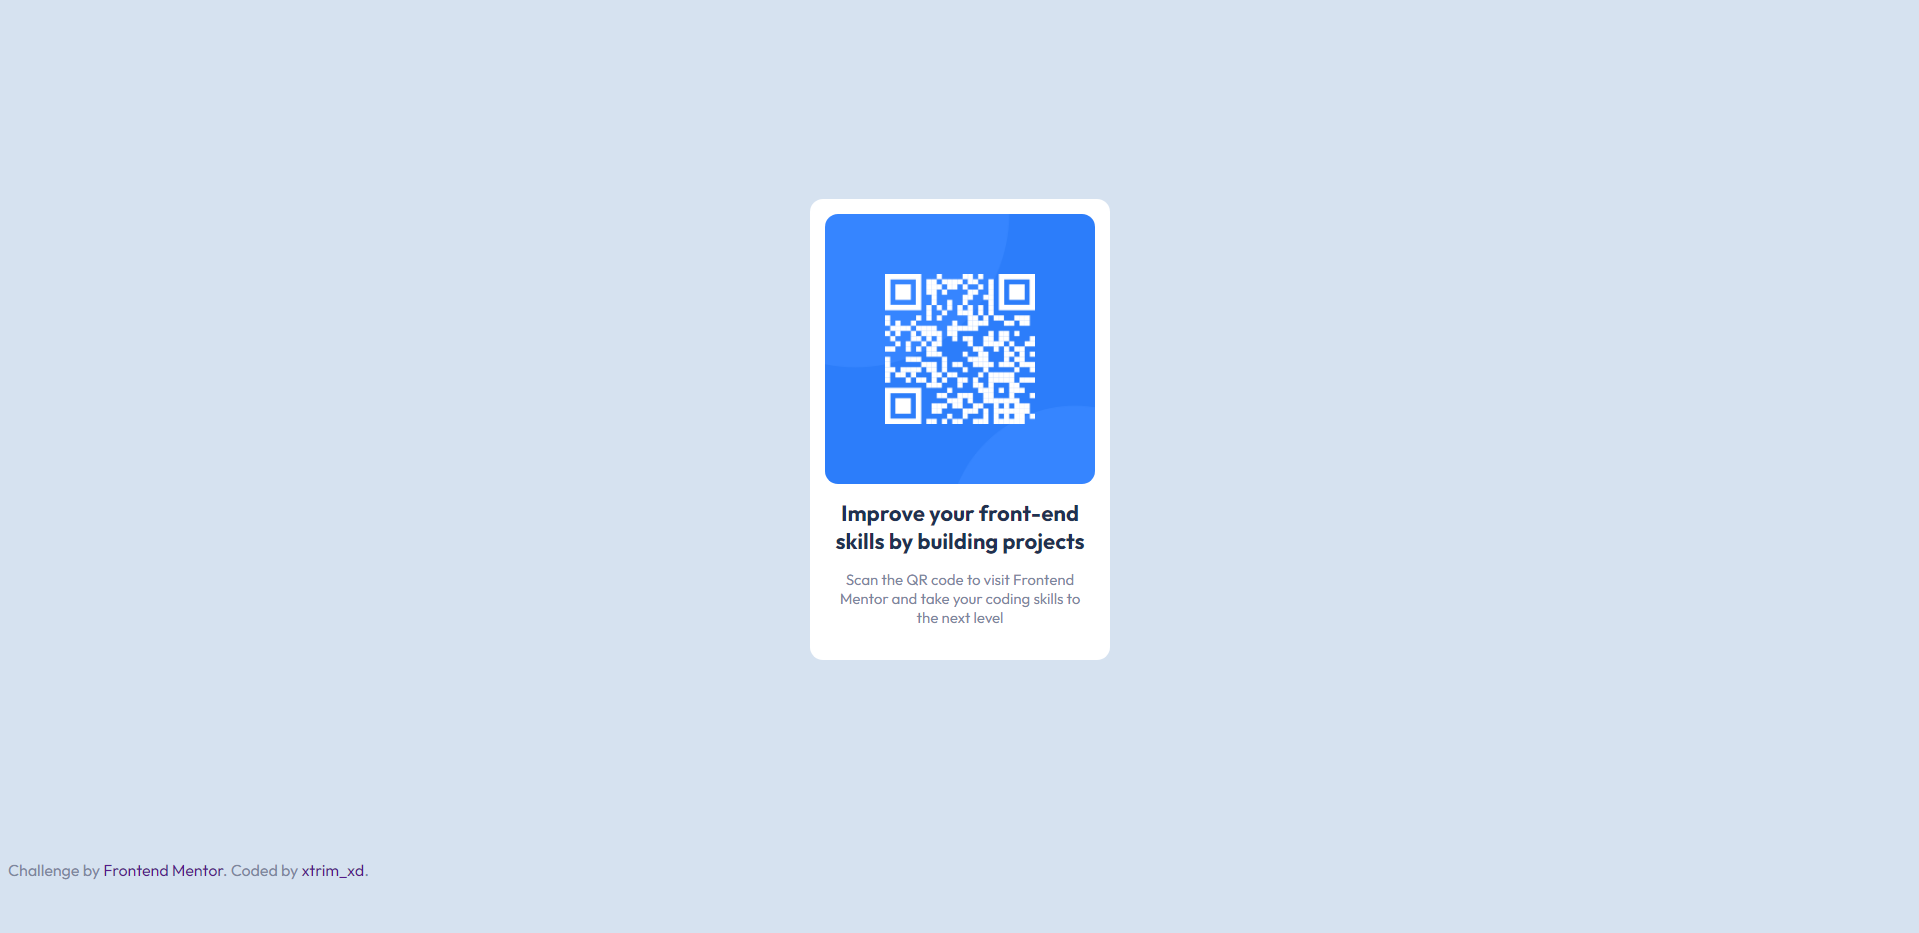 Improve your front-end
skills by building projects
Scan the QR code to visit Frontend
Mentor and take your coding skills to
the next level
Challenge by Frontend Mentor. Coded by xtrim_xd.